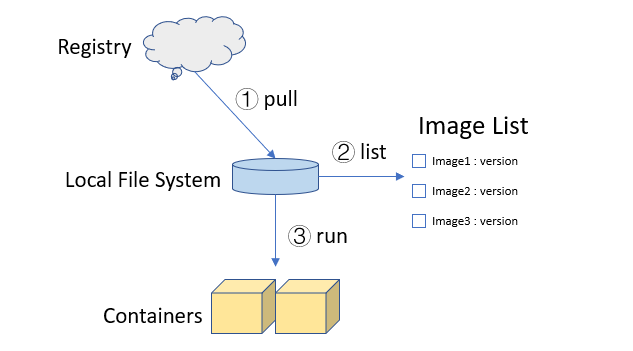 Registry
① pull
Image List
② list
Image1 : version
Local File System
Image2 : version
Image3 : version
③ run
Containers